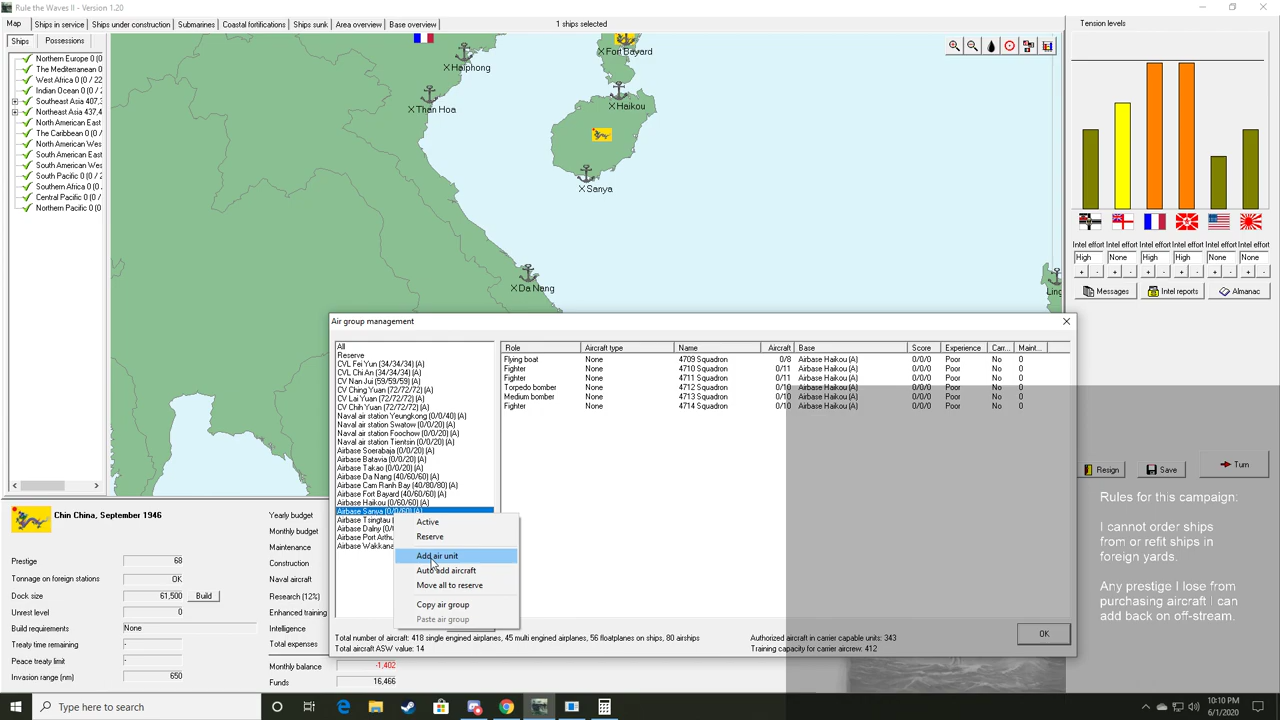 Rule the Waves II - Version 1.20
Map
Ships in service
Ships under construction
Submarines
Coastal fortifications
Ships sunk
Area overview
Base overview
1 ships selected
Tension levels
Ships
Possessions
Northern Europe 0 (0
The Mediterranean 0
West Africa 0 (0 / 22
Indian Ocean 0 (0 /
Southeast Asia 407,3
Northeast Asia 437,4
North American East
The Caribbean 0 (0
North American Wes
South American East
South American Wes
South Pacific 0 (0
Southern Africa 0 (0
Central Pacific 0 (0
Northern Pacific 0 (0
Haiphong
Fort Bayard
Than Hoa
Haikou
Sanya
Da Nang
Ling
Intel effort Intel effort Intel effort Intel effort Intel effort Intel effort
High None High High None None
+ - + - + - + - + - + -
Messages
Intel reports
Almanac
Air group management
All
Reserve
CVL Fei Yun (34/34/34) (A)
CVL Chi An (34/34/34) (A)
CV Nan Jui (59/59/59) (A)
CV Ching Yuan (72/72/72) (A)
CV Lai Yuan (72/72/72) (A)
CV Chih Yuan (72/72/72) (A)
Naval air station Yeungkong (0/0/40) (A)
Naval air station Swatow (0/0/20) (A)
Naval air station Foochow (0/0/20) (A)
Naval air station Tientsin (0/0/20) (A)
Airbase Soerabaja (0/0/20) (A)
Airbase Batavia (0/0/20) (A)
Airbase Takao (0/0/20) (A)
Airbase Da Nang (40/60/60) (A)
Airbase Cam Ranh Bay (40/80/80) (A)
Airbase Fort Bayard (40/60/60) (A)
Airbase Haikou (0/60/60) (A)
Airbase Sanya (0/0/60) (A)
Airbase Tsingtau
Airbase Dalny (0/0
Airbase Port Arthu
Airbase Wakkana
Active
Reserve
Add air unit
Auto add aircraft
Move all to reserve
Copy air group
Paste air group
Role Aircraft type Name Aircraft Base Score Experience Carr... Maint...
Flying boat None 4709 Squadron 0/8 Airbase Haikou (A) 0/0/0 Poor No 0
Fighter None 4710 Squadron 0/11 Airbase Haikou (A) 0/0/0 Poor No 0
Fighter None 4711 Squadron 0/11 Airbase Haikou (A) 0/0/0 Poor No 0
Torpedo bomber None 4712 Squadron 0/10 Airbase Haikou (A) 0/0/0 Poor No 0
Medium bomber None 4713 Squadron 0/10 Airbase Haikou (A) 0/0/0 Poor No 0
Fighter None 4714 Squadron 0/10 Airbase Haikou (A) 0/0/0 Poor No 0
Total number of aircraft: 418 single engined airplanes, 45 multi engined airplanes, 56 floatplanes on ships, 80 airships
Total aircraft ASW value: 14
Authorized aircraft in carrier capable units: 343
Training capacity for carrier aircrew: 412
OK
Resign
Save
Turn
Rules for this campaign:
I cannot order ships
from or refit ships in
foreign yards.
Any prestige I lose from
purchasing aircraft I can
add back on off-stream.
Chin China, September 1946
Prestige 68
Tonnage on foreign stations OK
Dock size 61,500 Build
Unrest level 0
Build requirements None
Treaty time remaining -
Peace treaty limit -
Invasion range (nm) 650
Yearly budget
Monthly budget
Maintenance
Construction
Naval aircraft
Research (12%)
Enhanced training
Intelligence
Total expenses
Monthly balance -1,402
Funds 16,466
Type here to search
10:10 PM
6/1/2020